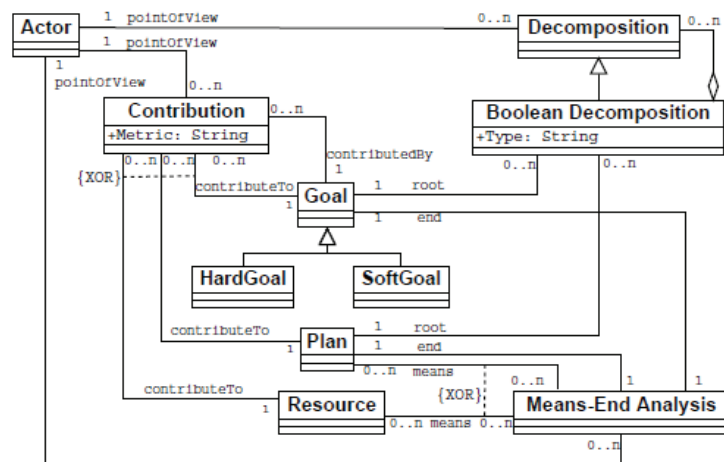 Actor
1 pointOfView
0..n
Decomposition
0..n
1 pointOfView
1
pointOfView
0..n
Contribution
+Metric: String
0..n
Boolean Decomposition
+Type: String
0..n 0..n 0..n
{XOR}
contributedBy
1
0..n
0..n
contributeTo
1
Goal
1 root
1 end
HardGoal
SoftGoal
contributeTo
1
Plan
1 root
1 end
0..n means
0..n
1
1
{XOR}
contributeTo
1
Resource
0..n means 0..n
Means-End Analysis
0..n